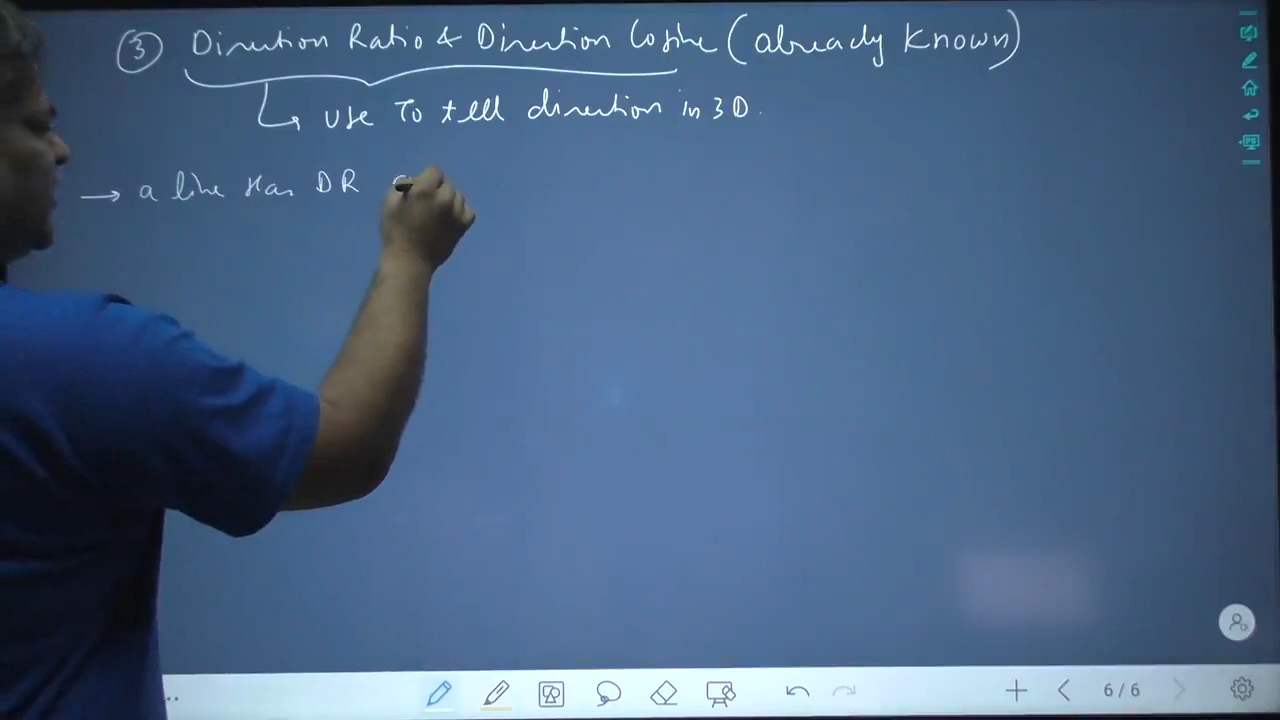 ③ Direction Ratio & Direction Cosine (already Known)
↳ use To tell direction in 3D.
→ a line Has DR
6/6